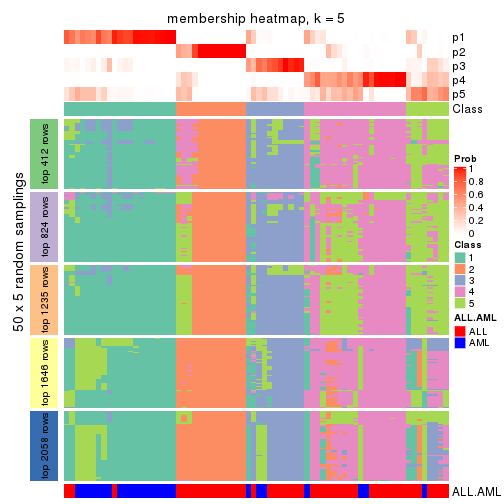 membership heatmap, k = 5
p1
p2
p3
p4
p5
Class
50 x 5 random samplings
top 412 rows
top 824 rows
top 1235 rows
top 1646 rows
top 2058 rows
ALL.AML
Prob
1
0.8
0.6
0.4
0.2
0
Class
1
2
3
4
5
ALL.AML
ALL
AML